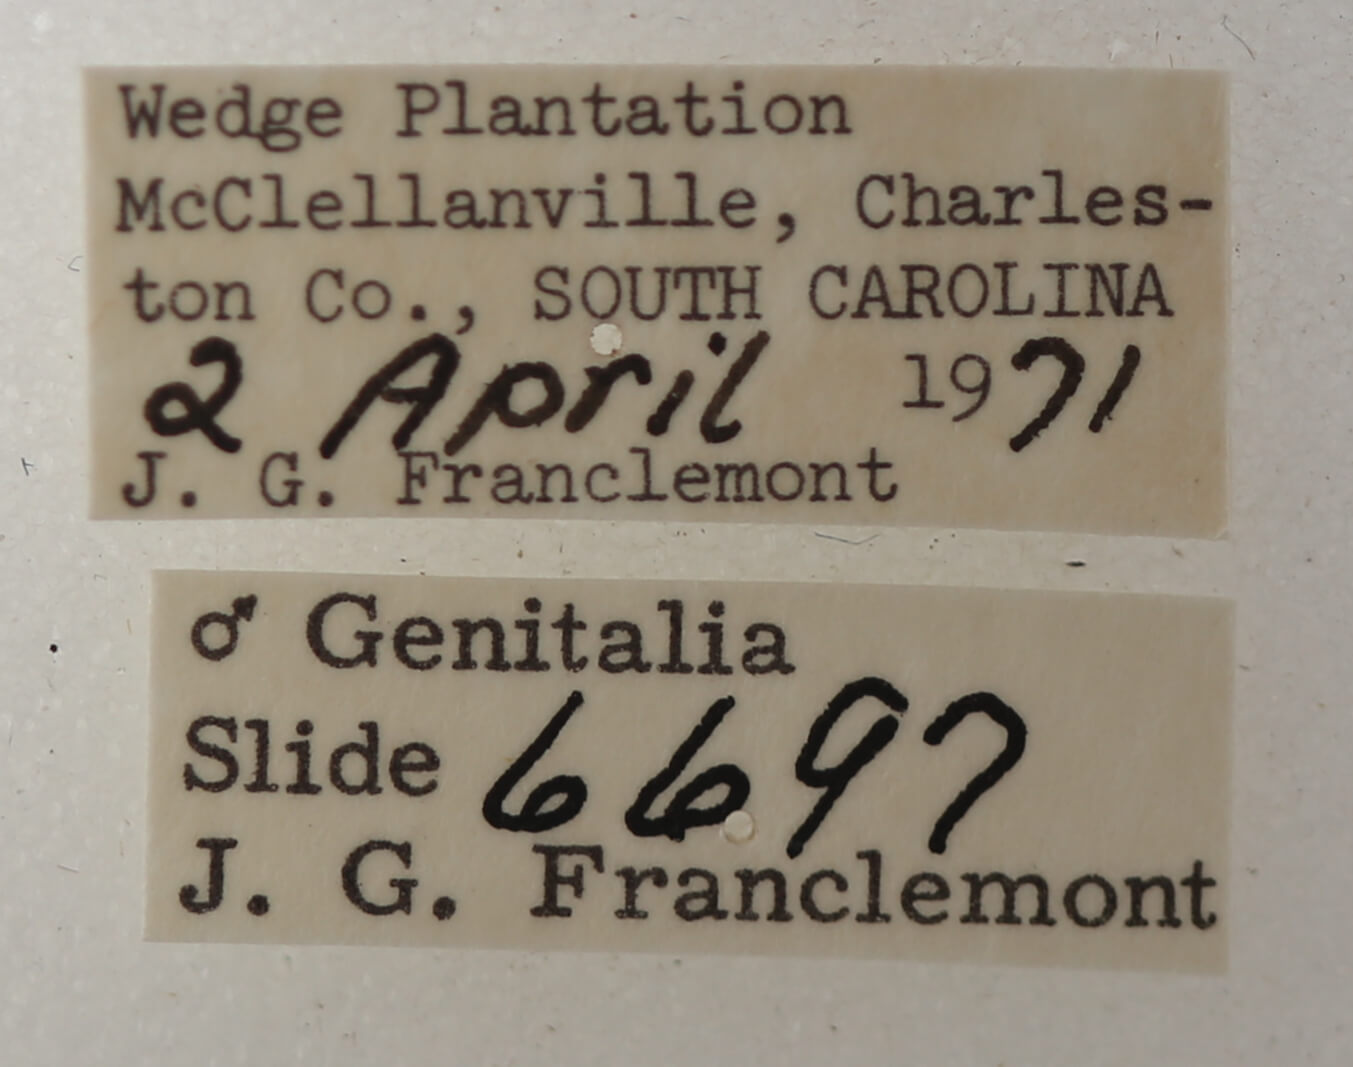 Wedge Plantation
McClellanville, Charles-
ton Co., SOUTH CAROLINA
2 April 1971
J. G. Franclemont
♂ Genitalia
Slide 6697
J. G. Franclemont